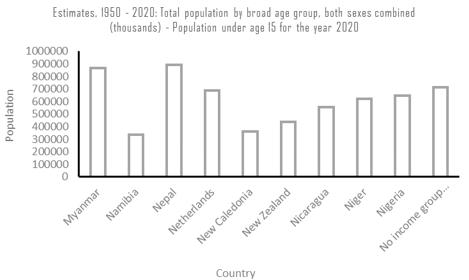 Estimates, 1950 - 2020: Total population by broad age group, both sexes combined
(thousands) - Population under age 15 for the year 2020
1000000
900000
800000
700000
600000
500000
400000
300000
200000
100000
0
Population
Myanmar
Namibia
Nepal
Netherlands
New Caledonia
New Zealand
Nicaragua
Niger
Nigeria
No income group...
Country